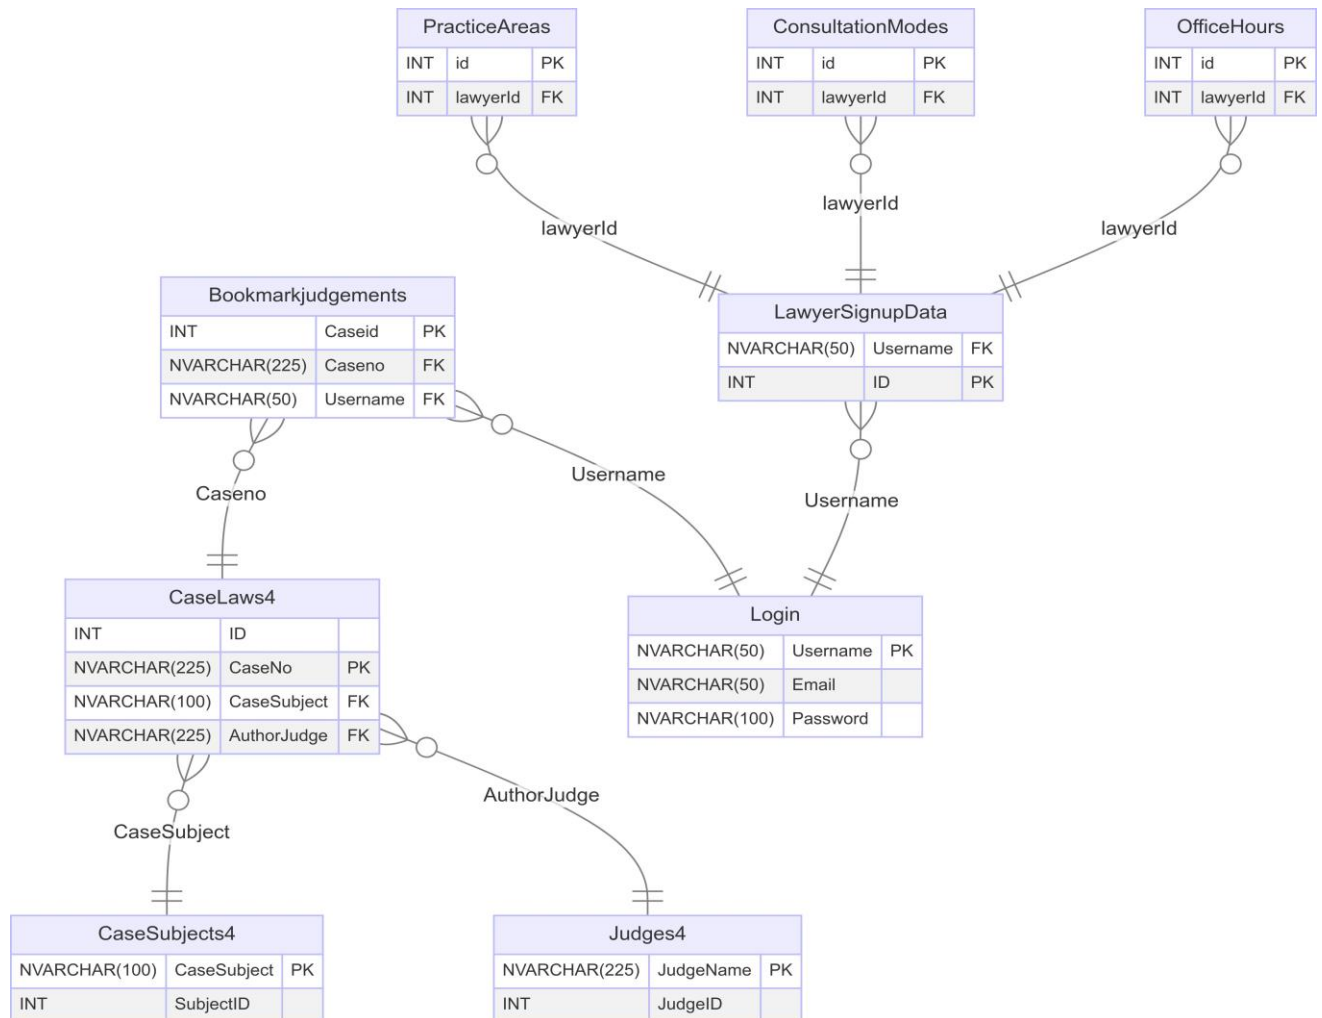 PracticeAreas
INT id PK
INT lawyerId FK
ConsultationModes
INT id PK
INT lawyerId FK
OfficeHours
INT id PK
INT lawyerId FK
lawyerId
lawyerId
lawyerId
Bookmarkjudgements
INT Caseid PK
NVARCHAR(225) Caseno FK
NVARCHAR(50) Username FK
LawyerSignupData
NVARCHAR(50) Username FK
INT ID PK
Caseno
Username
Username
CaseLaws4
INT ID
NVARCHAR(225) CaseNo PK
NVARCHAR(100) CaseSubject FK
NVARCHAR(225) AuthorJudge FK
Login
NVARCHAR(50) Username PK
NVARCHAR(50) Email
NVARCHAR(100) Password
CaseSubject
AuthorJudge
CaseSubjects4
NVARCHAR(100) CaseSubject PK
INT SubjectID
Judges4
NVARCHAR(225) JudgeName PK
INT JudgeID